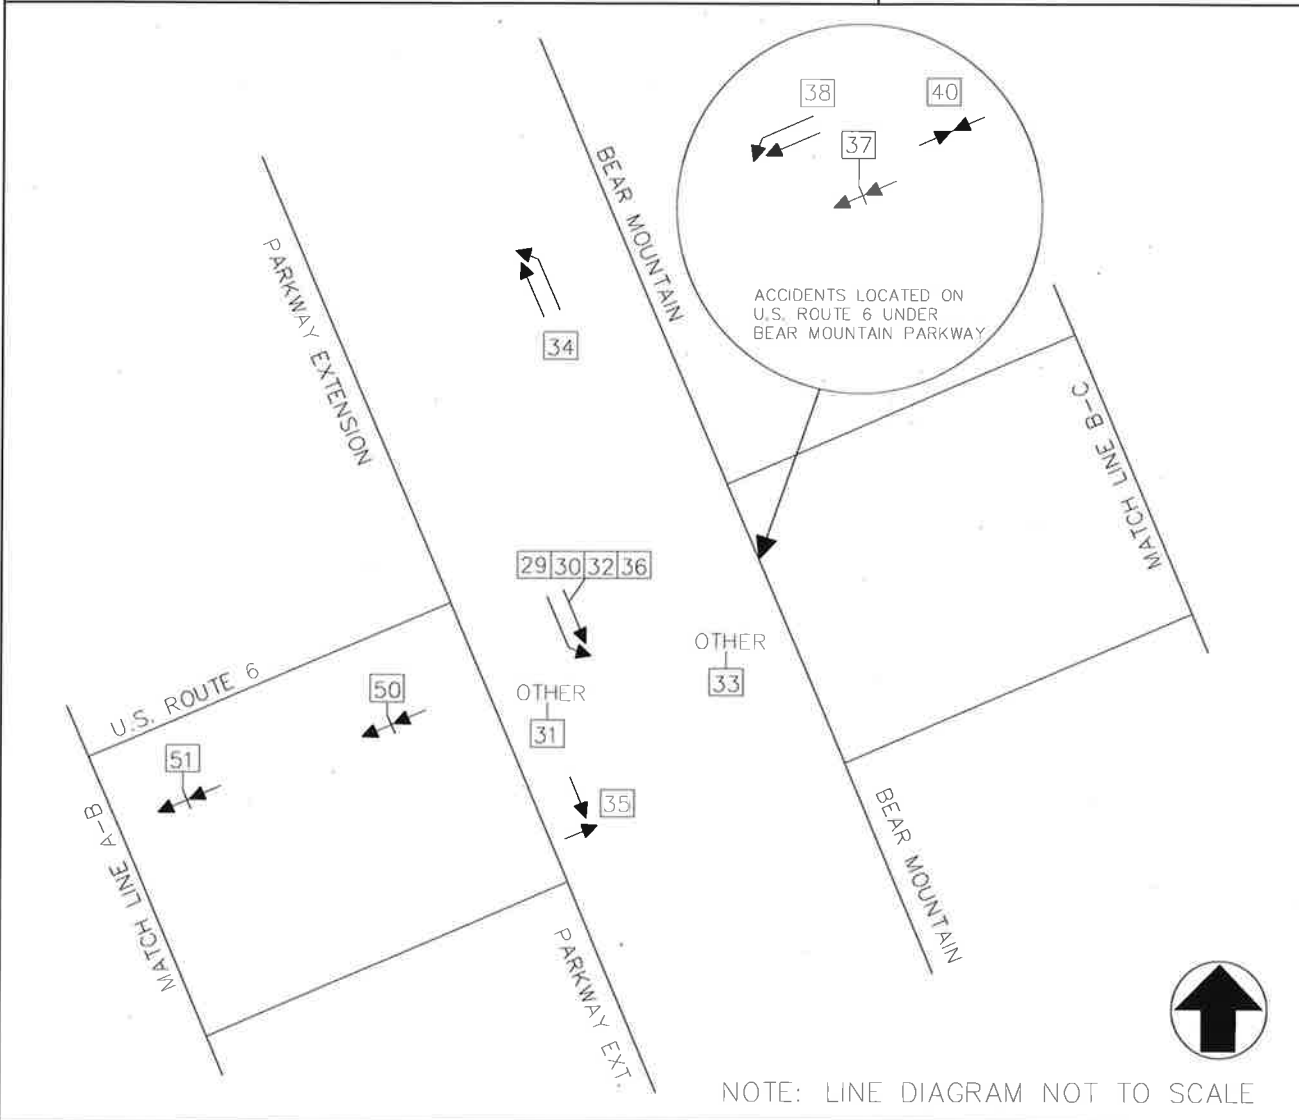 38
40
37
ACCIDENTS LOCATED ON
U.S. ROUTE 6 UNDER
BEAR MOUNTAIN PARKWAY
BEAR MOUNTAIN
PARKWAY EXTENSION
34
MATCH LINE B-C
29 30 32 36
OTHER
33
U.S. ROUTE 6
50
OTHER
31
51
35
MATCH LINE A-B
BEAR MOUNTAIN
PARKWAY EXT.
NOTE: LINE DIAGRAM NOT TO SCALE